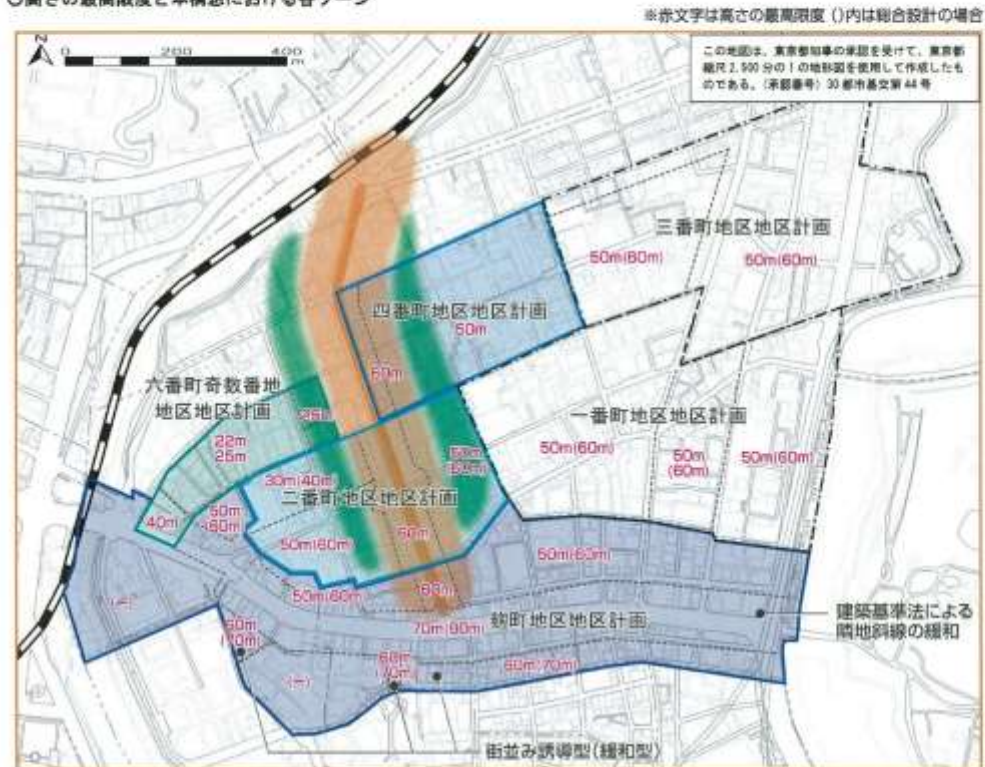 ○高さの最高限度と本構想における各ゾーン
※赤文字は高さの最高限度 ()内は総合設計の場合
この地図は、東京都知事の承認を受けて、東京都
縮尺2,500分の1の地形図を使用して作成したも
のである。(承認番号)30都市基交第44号
N
0 200 400
m
三番町地区地区計画
50m(60m)
50m(60m)
四番町地区地区計画
50m
60m
六番町奇数番地
地区地区計画
22m
25m
40m
一番町地区地区計画
50m(60m)
50m
(60m)
50m(60m)
50m
(60m)
30m(40m)
二番町地区地区計画
50m
(60m)
50m(60m)
60m
50m(60m)
50m(60m)
60m
70m(90m)
麹町地区地区計画
建築基準法による
隣地斜線の緩和
(ー)
60m
(70m)
60m
(70m)
60m(70m)
(ー)
街並み誘導型(緩和型)